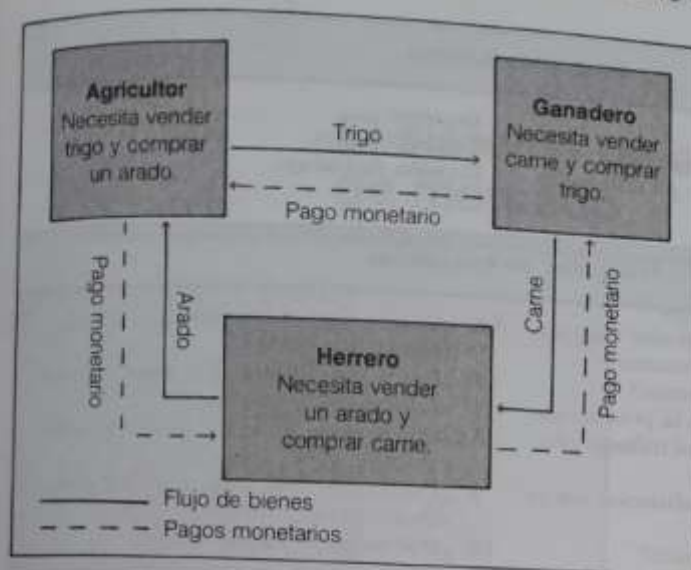 Agricultor
Necesita vender
trigo y comprar
un arado.
Trigo
Pago monetario
Ganadero
Necesita vender
carne y comprar
trigo.
Pago monetario
Arado
Carne
Pago monetario
Herrero
Necesita vender
un arado y
comprar carne.
Flujo de bienes
Pagos monetarios